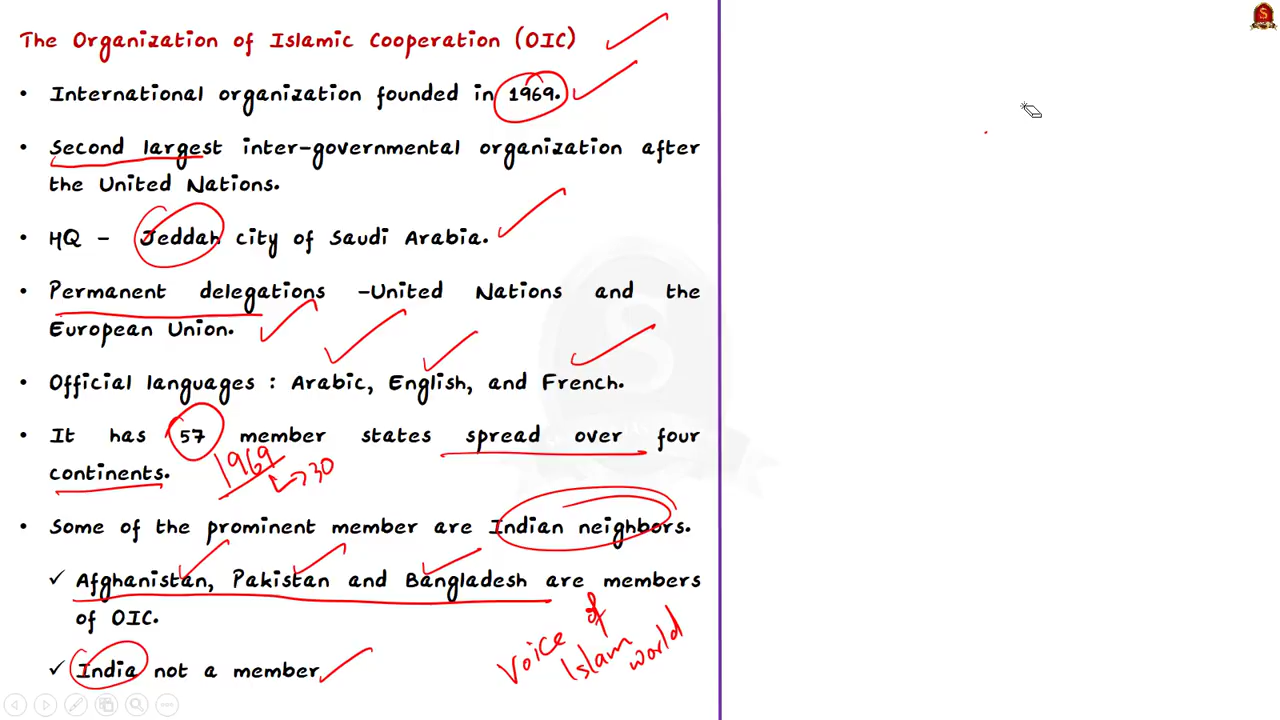 The Organization of Islamic Cooperation (OIC)
• International organization founded in 1969.
• Second largest inter-governmental organization after
the United Nations.
• HQ – Jeddah city of Saudi Arabia.
• Permanent delegations -United Nations and the
European Union.
• Official languages : Arabic, English, and French.
• It has 57 member states spread over four
continents.
1969
→30
• Some of the prominent member are Indian neighbors.
✓ Afghanistan, Pakistan and Bangladesh are members
of OIC.
✓ India not a member
Voice of
Islam world
S